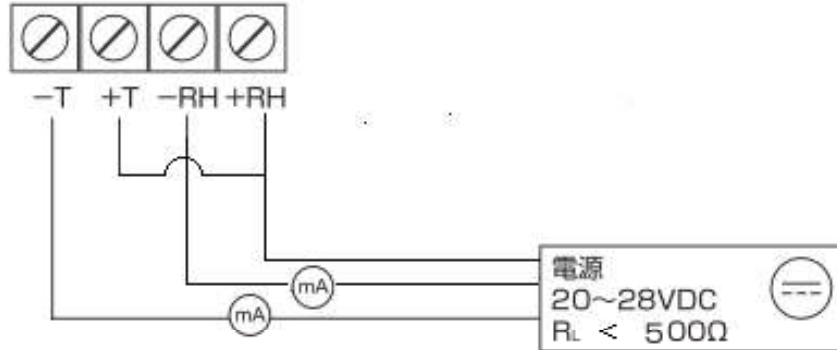 −T +T −RH +RH
mA
mA
電源
20〜28VDC
RL < 500Ω